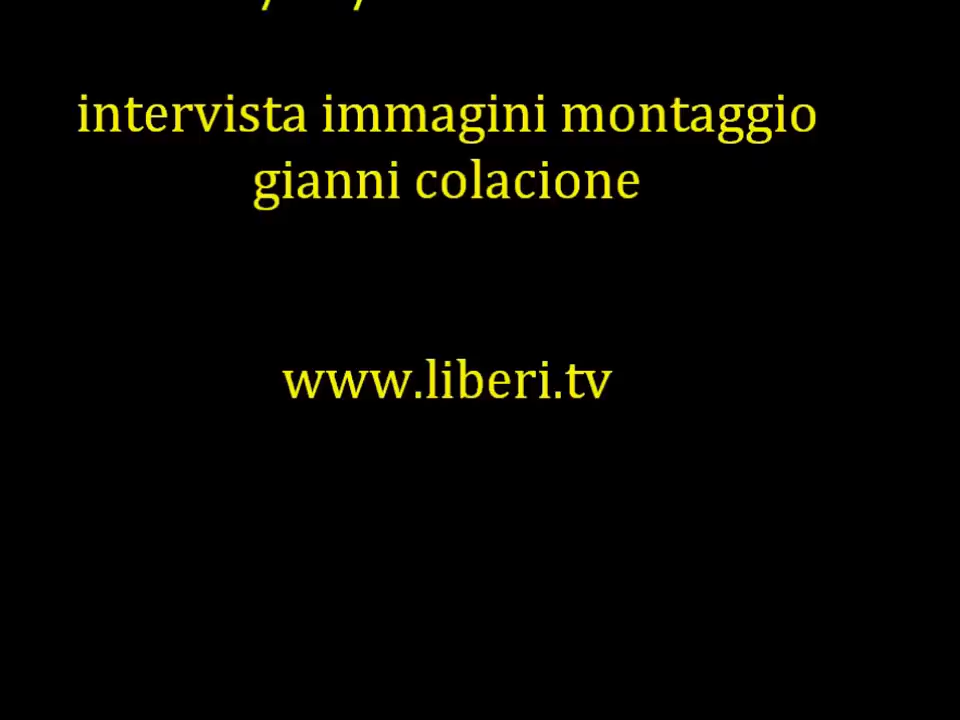 intervista immagini montaggio
gianni colacione
www.liberi.tv